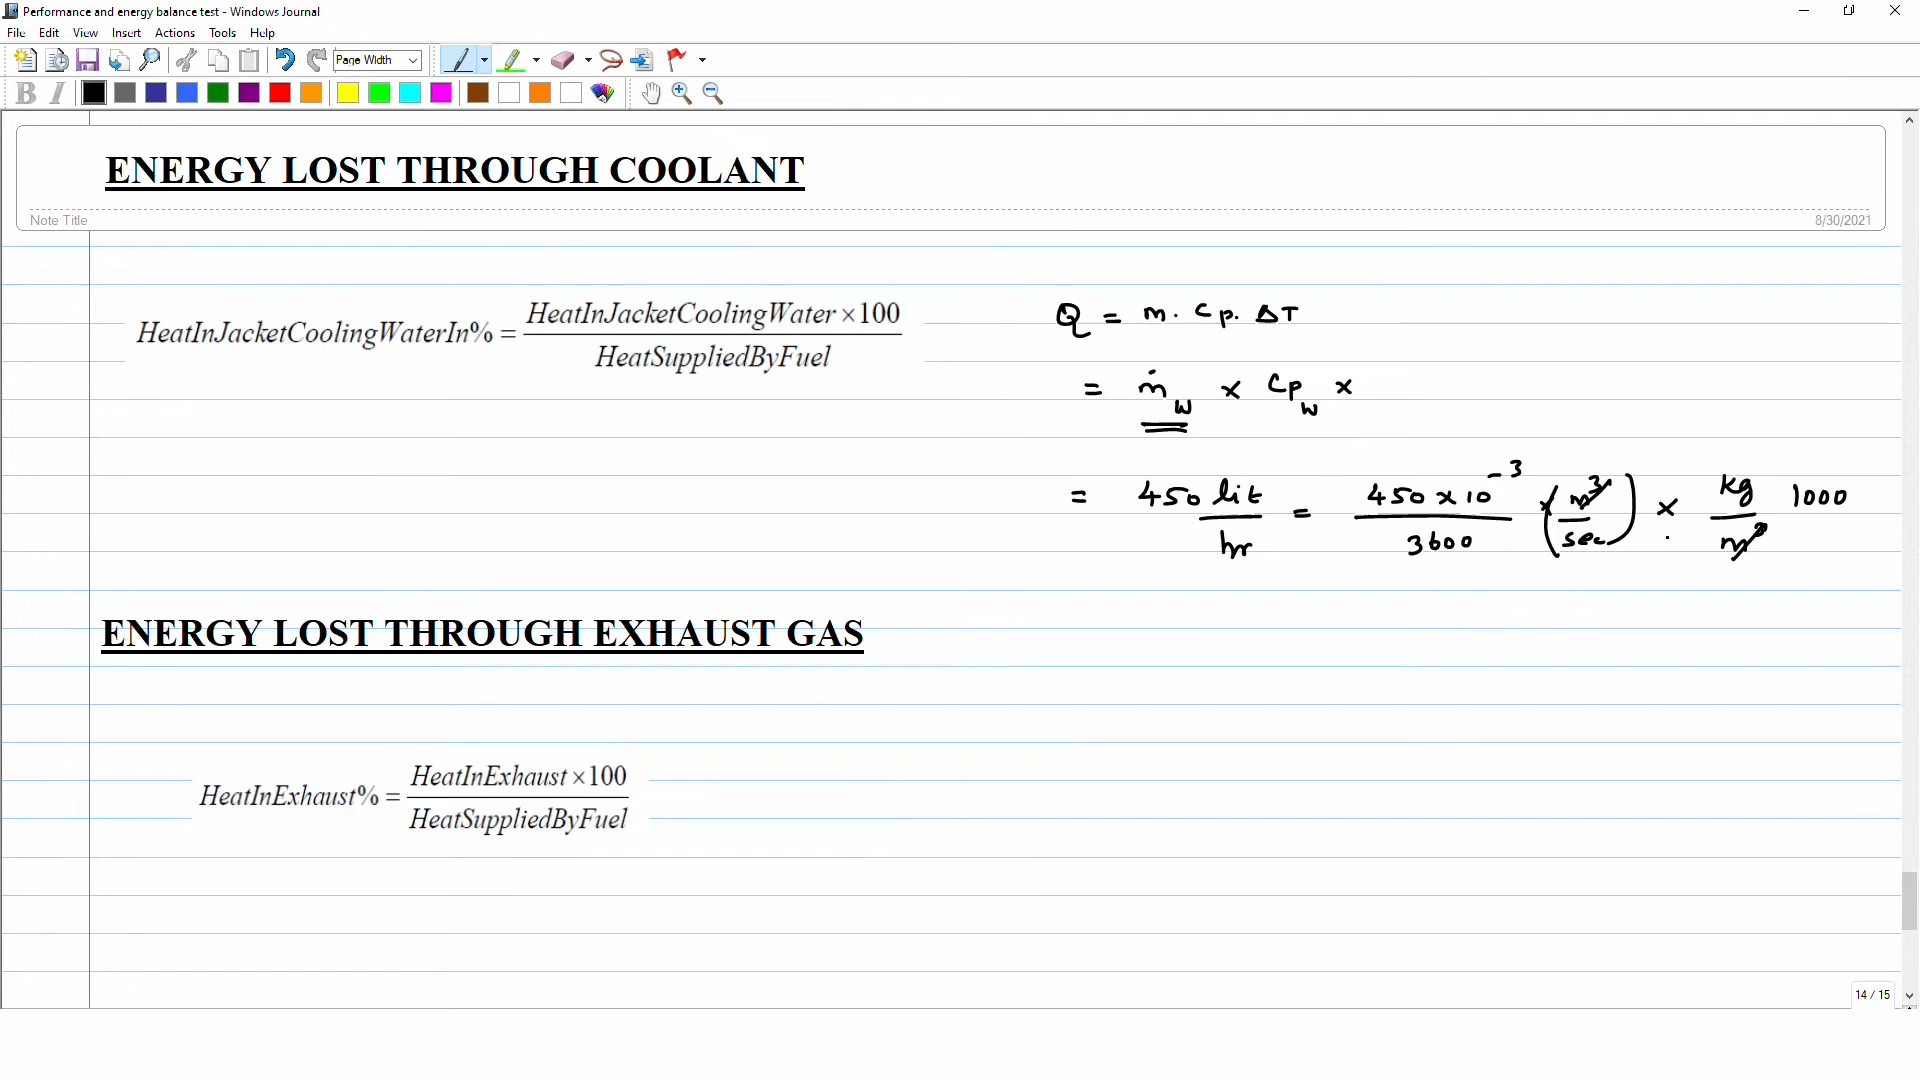 Performance and energy balance test - Windows Journal
File Edit View Insert Actions Tools Help
Page Width
B I
ENERGY LOST THROUGH COOLANT
Note Title 8/30/2021
HeatInJacketCoolingWaterIn% = HeatInJacketCoolingWater ×100 / HeatSuppliedByFuel
Q = m. Cp. ΔT
= ṁw × Cpw ×
= 450 lit/hr = 450 × 10^-3 / 3600 × (m^3/sec) × kg/m^3 1000
ENERGY LOST THROUGH EXHAUST GAS
HeatInExhaust% = HeatInExhaust ×100 / HeatSuppliedByFuel
14 / 15